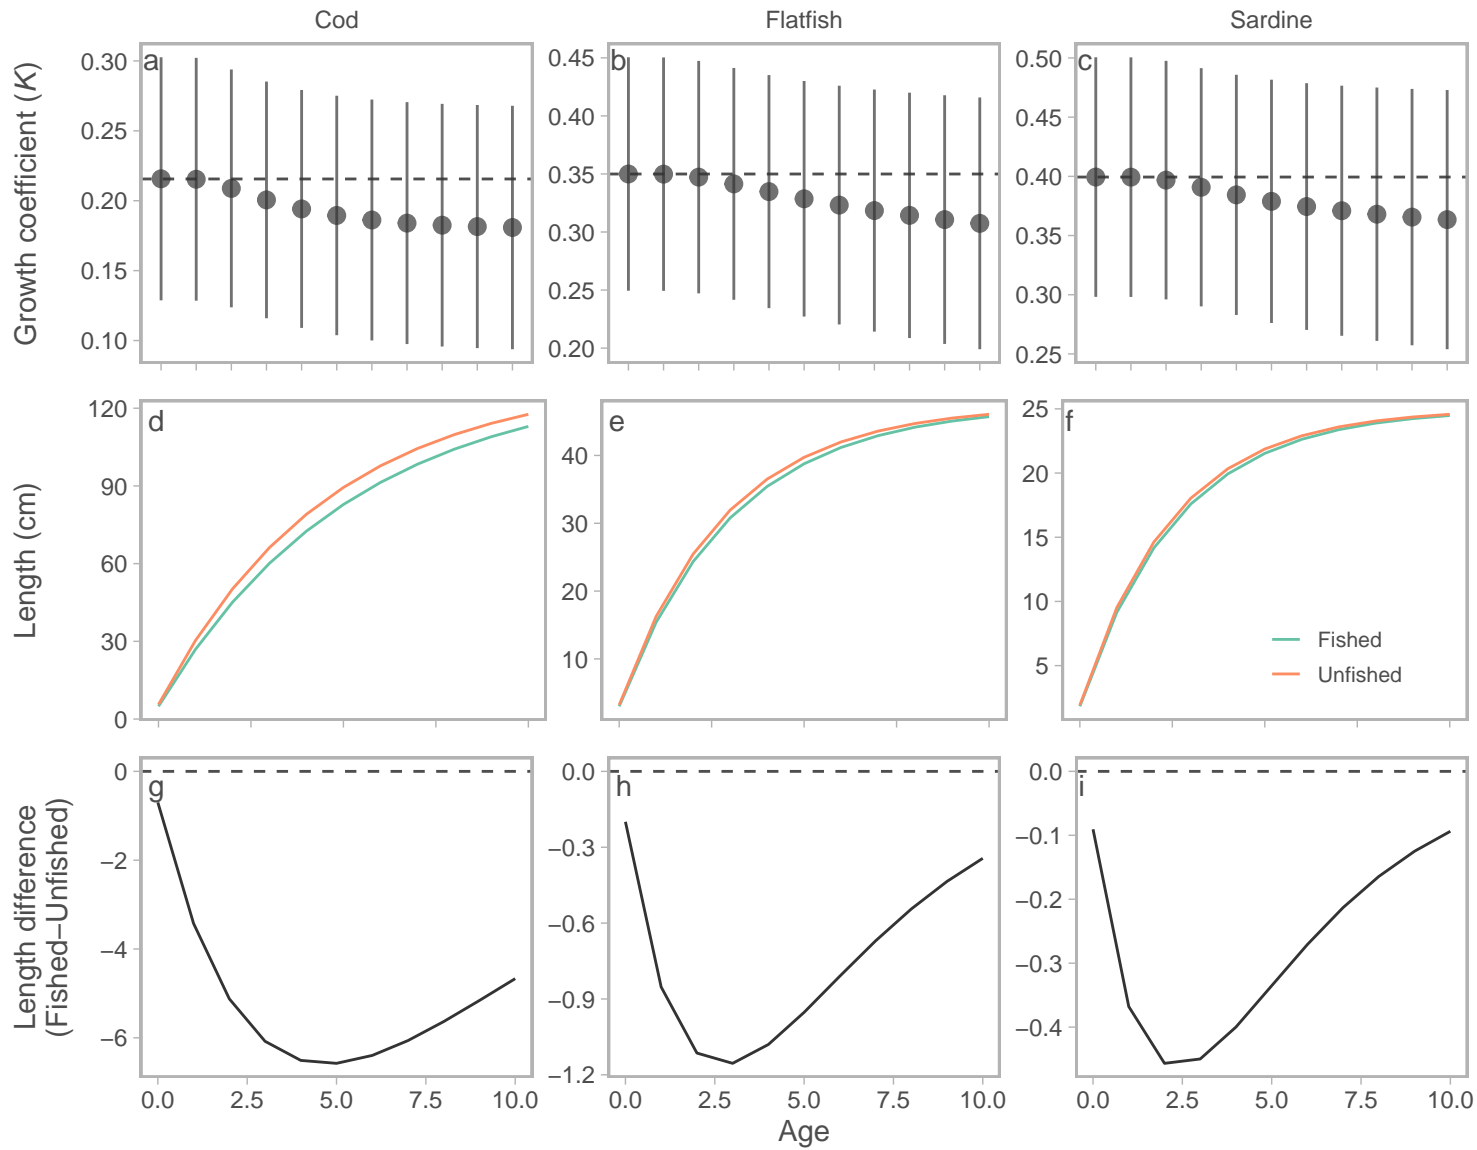 Cod
Flatfish
Sardine
Growth coefficient (K)
a
0.30
0.25
0.20
0.15
0.10
b
0.45
0.40
0.35
0.30
0.25
0.20
c
0.50
0.45
0.40
0.35
0.30
0.25
Length (cm)
d
120
90
60
30
0
e
40
30
20
10
f
25
20
15
10
5
Fished
Unfished
Length difference
(Fished−Unfished)
g
0
−2
−4
−6
h
0.0
−0.3
−0.6
−0.9
−1.2
i
0.0
−0.1
−0.2
−0.3
−0.4
0.0 2.5 5.0 7.5 10.0
0.0 2.5 5.0 7.5 10.0
0.0 2.5 5.0 7.5 10.0
Age